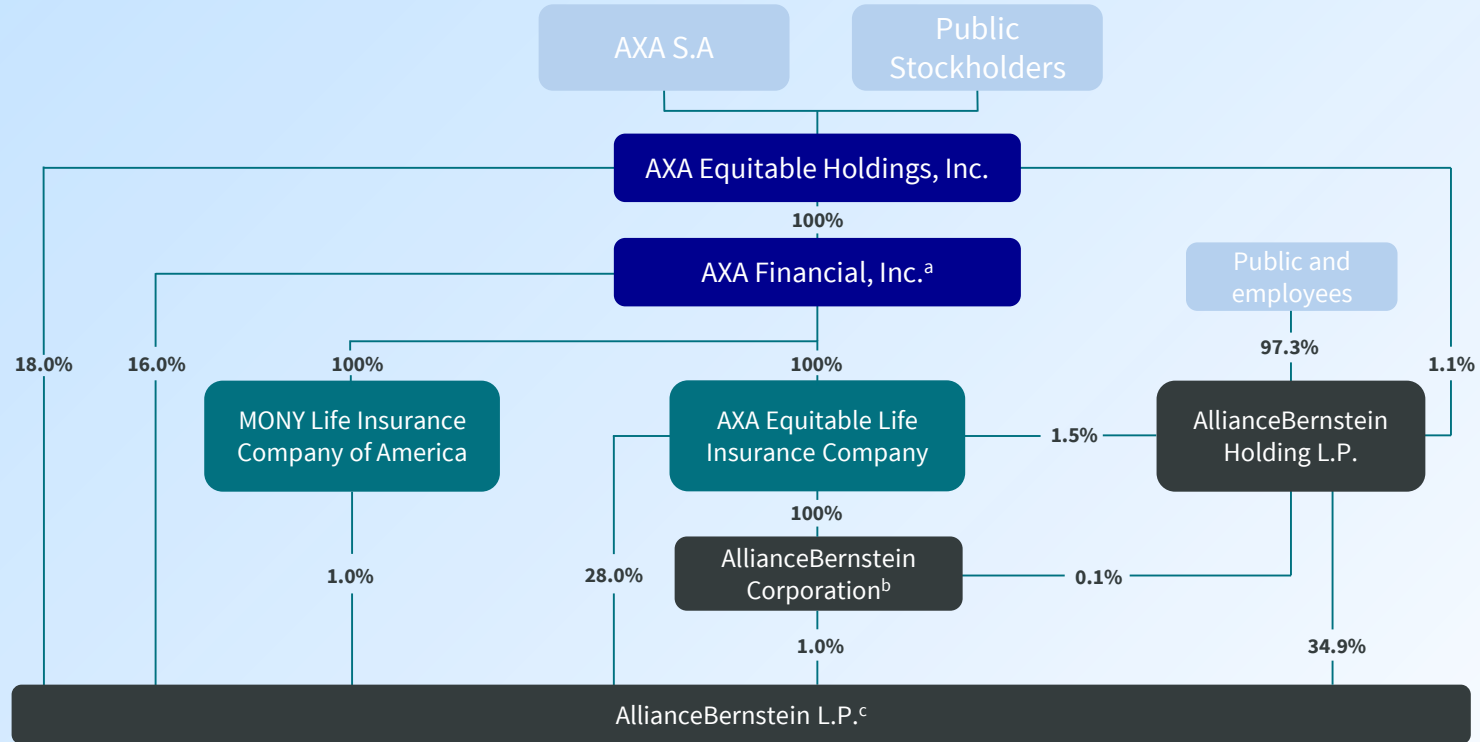 AXA S.A
Public
Stockholders
AXA Equitable Holdings, Inc.
100%
AXA Financial, Inc.ᵃ
Public and
employees
97.3%
18.0%
16.0%
100%
100%
1.1%
MONY Life Insurance
Company of America
AXA Equitable Life
Insurance Company
1.5%
AllianceBernstein
Holding L.P.
100%
AllianceBernstein
Corporationᵇ
1.0%
28.0%
0.1%
1.0%
34.9%
AllianceBernstein L.P.ᶜ